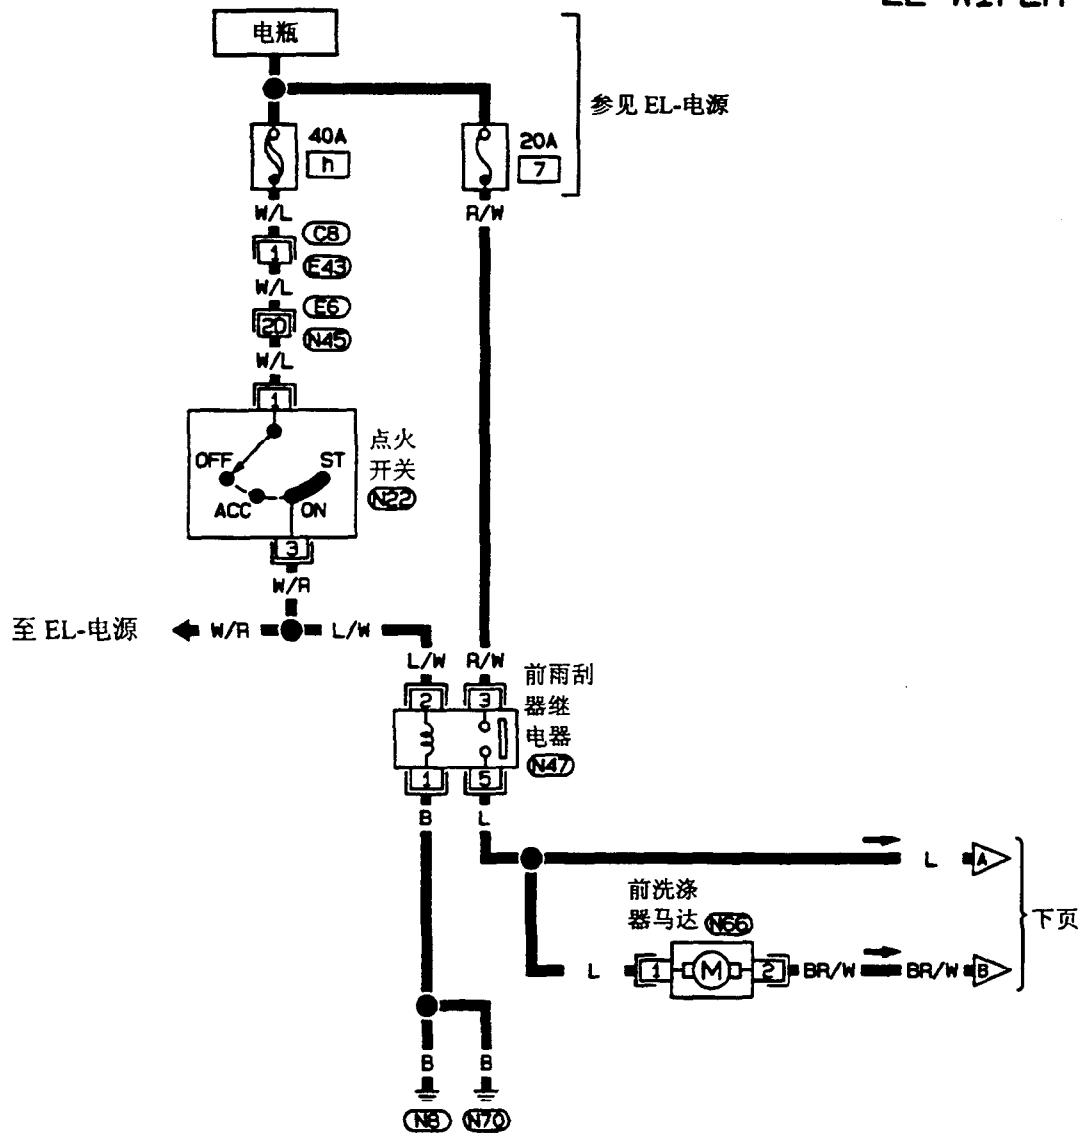 电瓶
参见 EL-电源
40A
h
20A
7
W/L
R/W
C8
1
E43
W/L
E6
20
N45
W/L
1
点火
开关
N22
OFF
ST
ACC
ON
3
W/R
至 EL-电源
W/R
L/W
L/W
R/W
前雨刮
器继
电器
N47
2
3
1
5
B
L
L
A
前洗涤
器马达
N66
下页
L
1
M
2
BR/W
BR/W
B
B
B
N8
N70